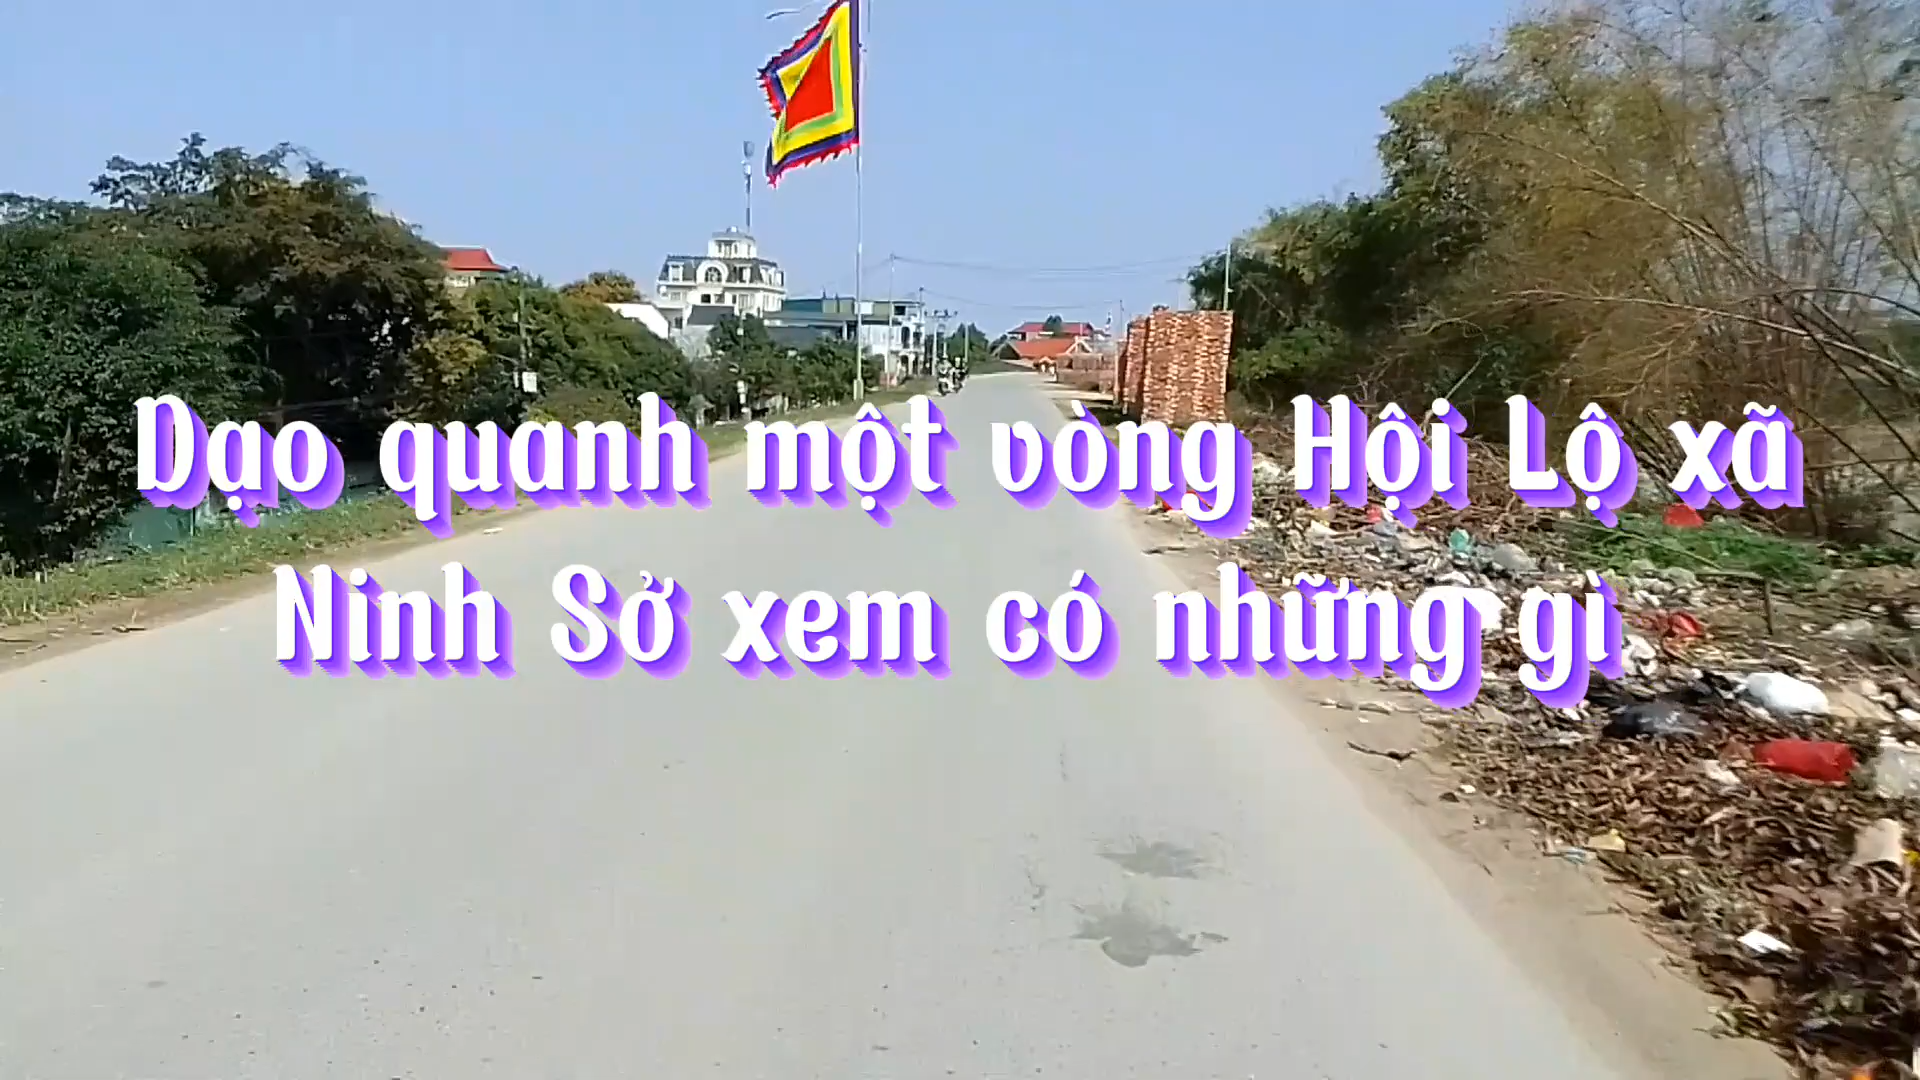 Dạo quanh một vòng Hội Lộ xã
Ninh Sở xem có những gì